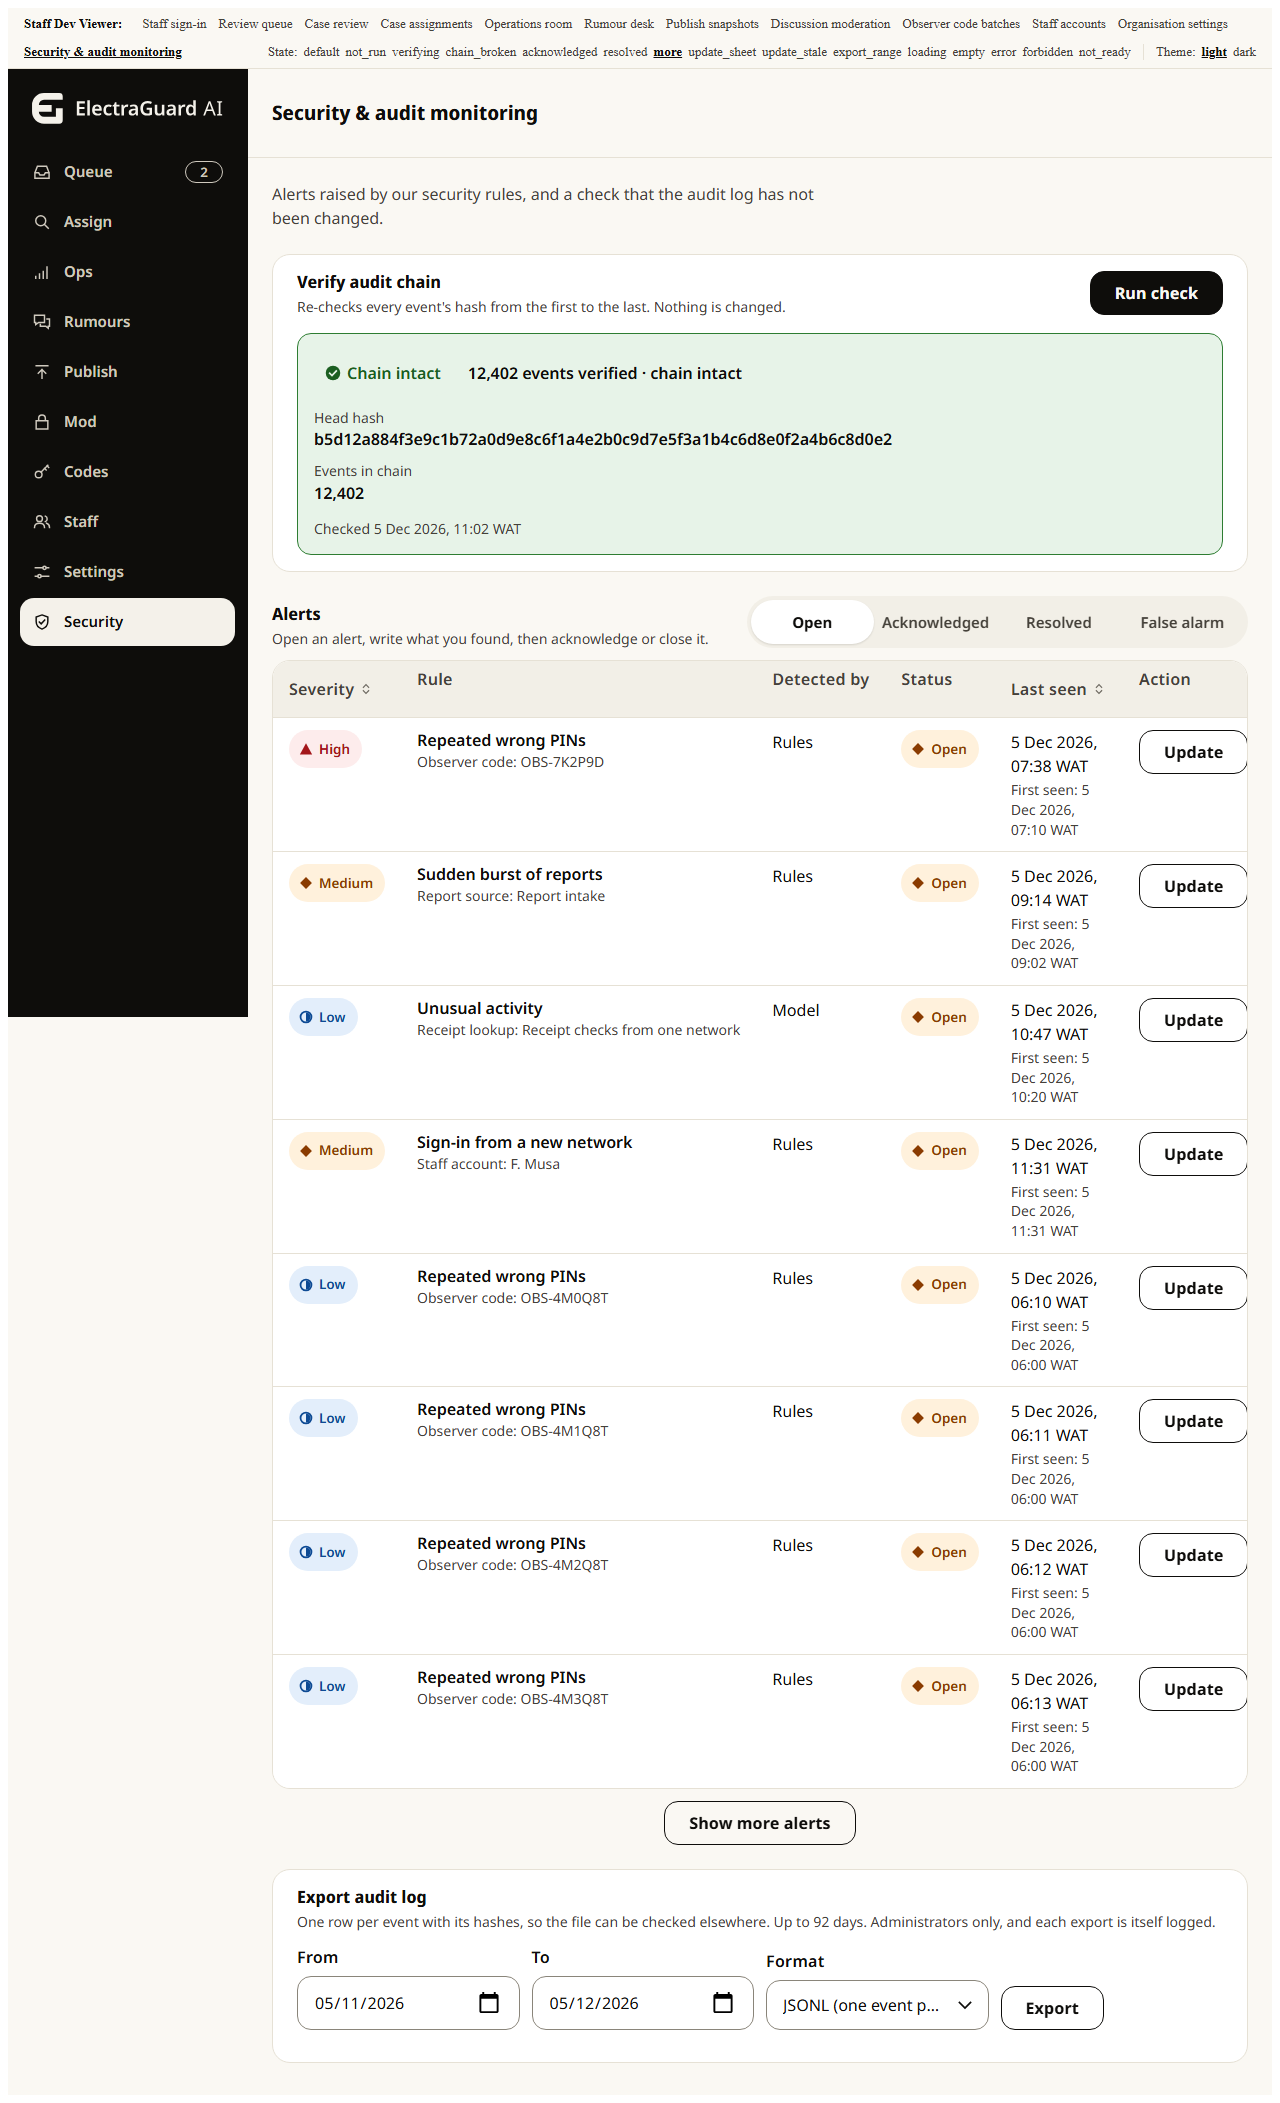 Staff Dev Viewer: Staff sign-in Review queue Case review Case assignments Operations room Rumour desk Publish snapshots Discussion moderation Observer code batches Staff accounts Organisation settings
Security & audit monitoring State: default not_run verifying chain_broken acknowledged resolved more update_sheet update_stale export_range loading empty error forbidden not_ready Theme: light dark
ElectraGuard AI
Queue 2
Assign
Ops
Rumours
Publish
Mod
Codes
Staff
Settings
Security
Security & audit monitoring
Alerts raised by our security rules, and a check that the audit log has not
been changed.
Verify audit chain
Re-checks every event's hash from the first to the last. Nothing is changed.
Run check
Chain intact 12,402 events verified · chain intact
Head hash
b5d12a884f3e9c1b72a0d9e8c6f1a4e2b0c9d7e5f3a1b4c6d8e0f2a4b6c8d0e2
Events in chain
12,402
Checked 5 Dec 2026, 11:02 WAT
Alerts
Open an alert, write what you found, then acknowledge or close it.
Open Acknowledged Resolved False alarm
Severity Rule Detected by Status Last seen Action
High Repeated wrong PINs Rules Open 5 Dec 2026, Update
Observer code: OBS-7K2P9D 07:38 WAT
First seen: 5
Dec 2026,
07:10 WAT
Medium Sudden burst of reports Rules Open 5 Dec 2026, Update
Report source: Report intake 09:14 WAT
First seen: 5
Dec 2026,
09:02 WAT
Low Unusual activity Model Open 5 Dec 2026, Update
Receipt lookup: Receipt checks from one network 10:47 WAT
First seen: 5
Dec 2026,
10:20 WAT
Medium Sign-in from a new network Rules Open 5 Dec 2026, Update
Staff account: F. Musa 11:31 WAT
First seen: 5
Dec 2026,
11:31 WAT
Low Repeated wrong PINs Rules Open 5 Dec 2026, Update
Observer code: OBS-4M0Q8T 06:10 WAT
First seen: 5
Dec 2026,
06:00 WAT
Low Repeated wrong PINs Rules Open 5 Dec 2026, Update
Observer code: OBS-4M1Q8T 06:11 WAT
First seen: 5
Dec 2026,
06:00 WAT
Low Repeated wrong PINs Rules Open 5 Dec 2026, Update
Observer code: OBS-4M2Q8T 06:12 WAT
First seen: 5
Dec 2026,
06:00 WAT
Low Repeated wrong PINs Rules Open 5 Dec 2026, Update
Observer code: OBS-4M3Q8T 06:13 WAT
First seen: 5
Dec 2026,
06:00 WAT
Show more alerts
Export audit log
One row per event with its hashes, so the file can be checked elsewhere. Up to 92 days. Administrators only, and each export is itself logged.
From To Format
05/11/2026 05/12/2026 JSONL (one event p... Export